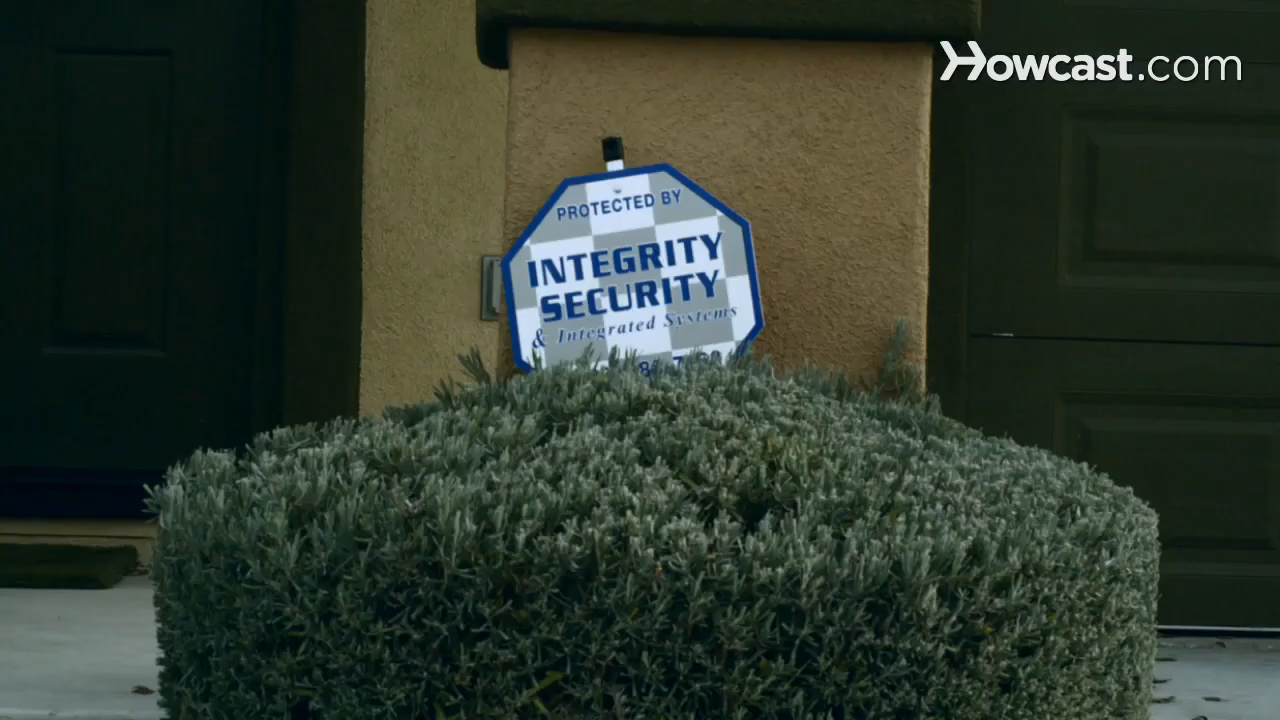 Howcast.com
PROTECTED BY
INTEGRITY
SECURITY
& Integrated Systems